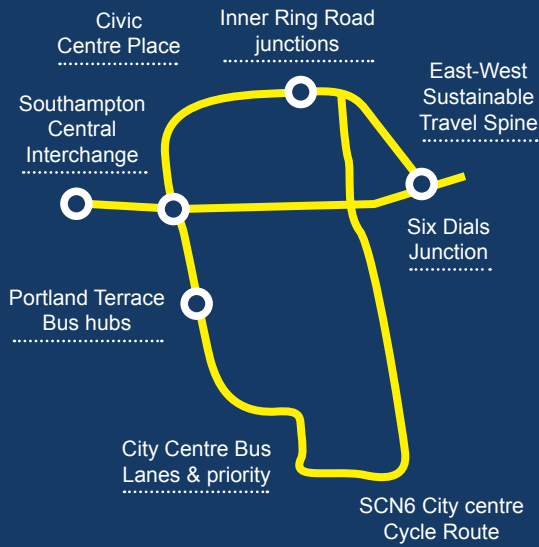 Civic
Centre Place
Inner Ring Road
junctions
East-West
Sustainable
Travel Spine
Southampton
Central
Interchange
Six Dials
Junction
Portland Terrace
Bus hubs
City Centre Bus
Lanes & priority
SCN6 City centre
Cycle Route